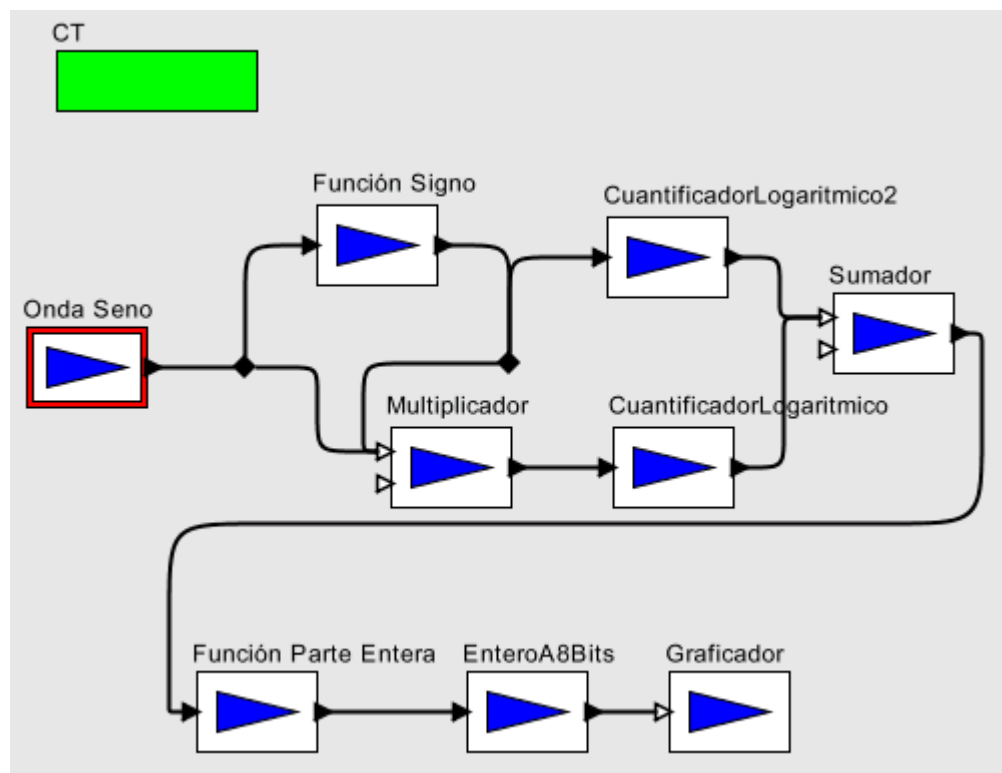 CT
Función Signo
CuantificadorLogaritmico2
Sumador
Onda Seno
Multiplicador
CuantificadorLogaritmico
Función Parte Entera
EnteroA8Bits
Graficador